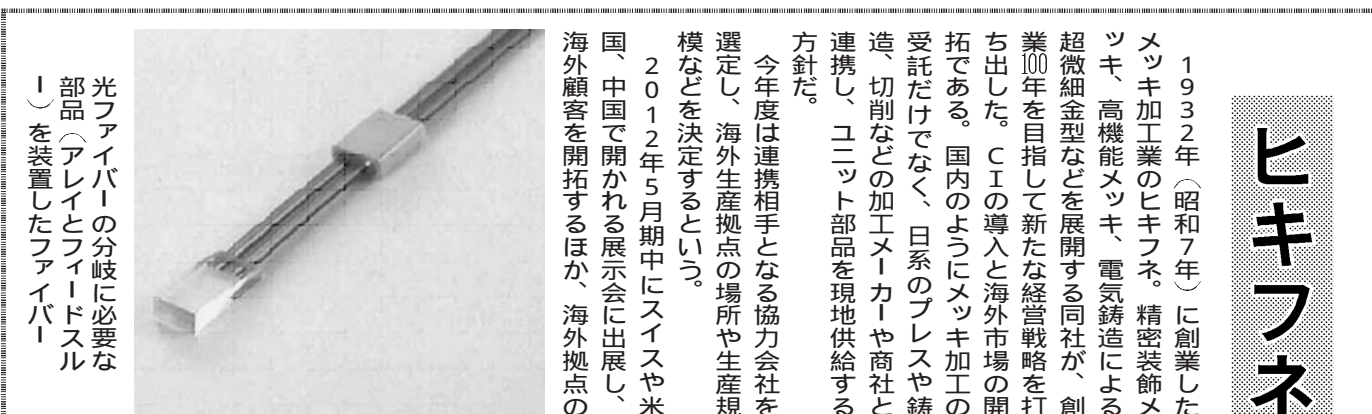 ヒキフネ
1932年（昭和7年）に創業した
メッキ加工業のヒキフネ。精密装飾メ
ッキ、高機能メッキ、電気鋳造による
超微細金型などを展開する同社が、創
業100年を目指して新たな経営戦略を打
ち出した。CIの導入と海外市場の開
拓である。国内のようにメッキ加工の
受託だけでなく、日系のプレスや鋳
造、切削などの加工メーカーや商社と
連携し、ユニット部品を現地供給する
方針だ。
今年度は連携相手となる協力会社を
選定し、海外生産拠点の場所や生産規
模などを決定するという。
2012年5月期中にスイスや米
国、中国で開かれる展示会に出展し、
海外顧客を開拓するほか、海外拠点の
光ファイバーの分岐に必要な
部品（アレイとフィードスル
ー）を装置したファイバー